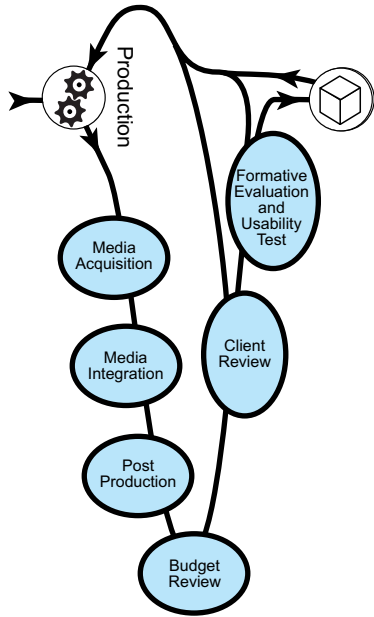 Production
Formative
Evaluation
and
Usability
Test
Media
Acquisition
Client
Review
Media
Integration
Post
Production
Budget
Review